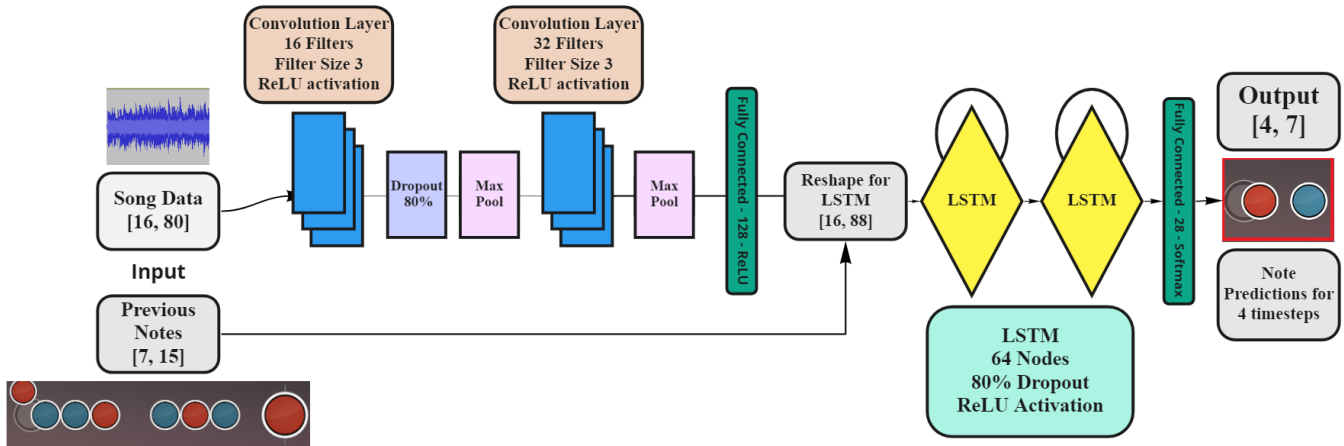 Convolution Layer
16 Filters
Filter Size 3
ReLU activation
Convolution Layer
32 Filters
Filter Size 3
ReLU activation
Song Data
[16, 80]
Input
Previous
Notes
[7, 15]
Dropout
80%
Max
Pool
Max
Pool
Fully Connected - 128 - ReLU
Reshape for
LSTM
[16, 88]
LSTM
LSTM
LSTM
64 Nodes
80% Dropout
ReLU Activation
Fully Connected - 28 - Softmax
Output
[4, 7]
Note
Predictions for
4 timesteps